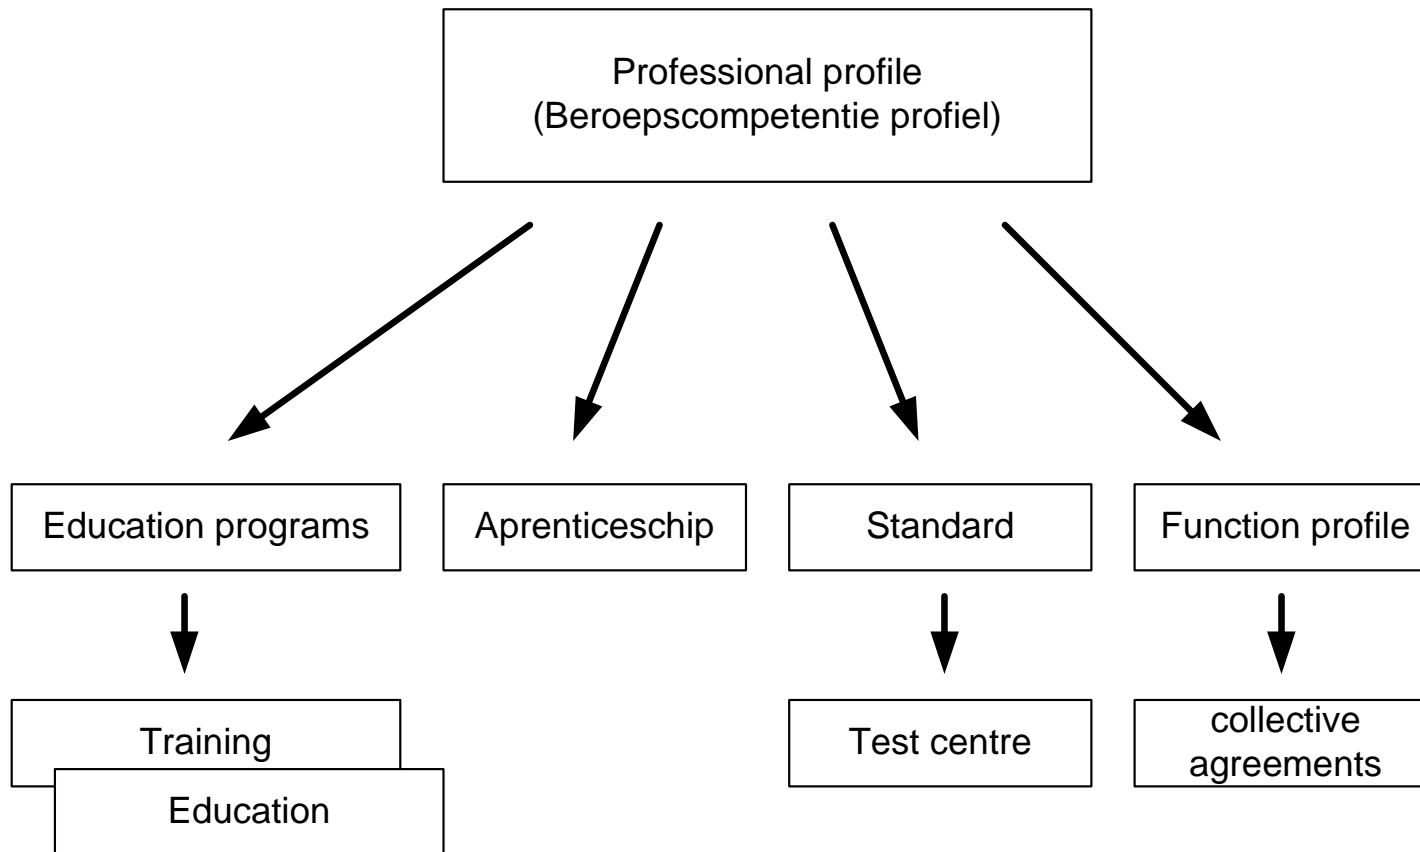 Professional profile
(Beroepscompetentie profiel)
Education programs
Aprenticeschip
Standard
Function profile
Training
Education
Test centre
collective
agreements